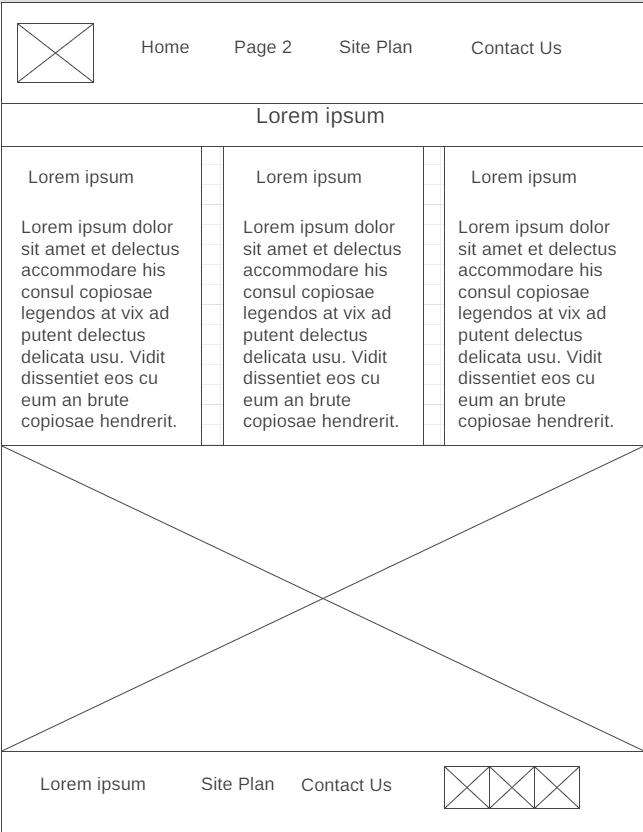 Home Page 2 Site Plan Contact Us
Lorem ipsum
Lorem ipsum
Lorem ipsum dolor
sit amet et delectus
accommodare his
consul copiosae
legendos at vix ad
putent delectus
delicata usu. Vidit
dissentiet eos cu
eum an brute
copiosae hendrerit.
Lorem ipsum
Lorem ipsum dolor
sit amet et delectus
accommodare his
consul copiosae
legendos at vix ad
putent delectus
delicata usu. Vidit
dissentiet eos cu
eum an brute
copiosae hendrerit.
Lorem ipsum
Lorem ipsum dolor
sit amet et delectus
accommodare his
consul copiosae
legendos at vix ad
putent delectus
delicata usu. Vidit
dissentiet eos cu
eum an brute
copiosae hendrerit.
Lorem ipsum Site Plan Contact Us